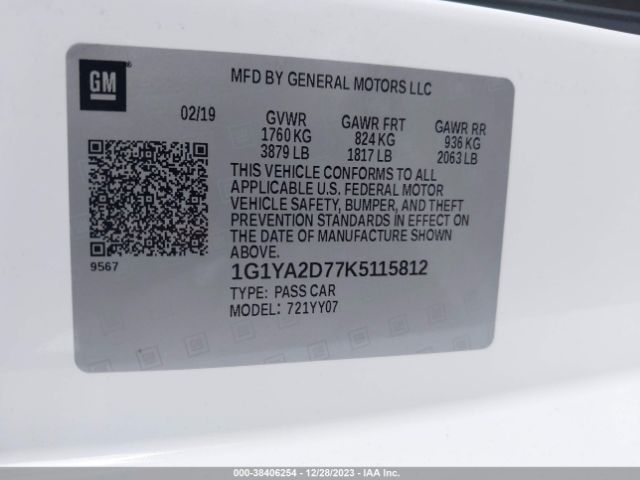 GM
MFD BY GENERAL MOTORS LLC
02/19 GVWR GAWR FRT GAWR RR
1760 KG 824 KG 936 KG
3879 LB 1817 LB 2063 LB
THIS VEHICLE CONFORMS TO ALL
APPLICABLE U.S. FEDERAL MOTOR
VEHICLE SAFETY, BUMPER, AND THEFT
PREVENTION STANDARDS IN EFFECT ON
THE DATE OF MANUFACTURE SHOWN
ABOVE.
9567
1G1YA2D77K5115812
TYPE: PASS CAR
MODEL: 721YY07
000-38406254 - 12/28/2023 - IAA Inc.